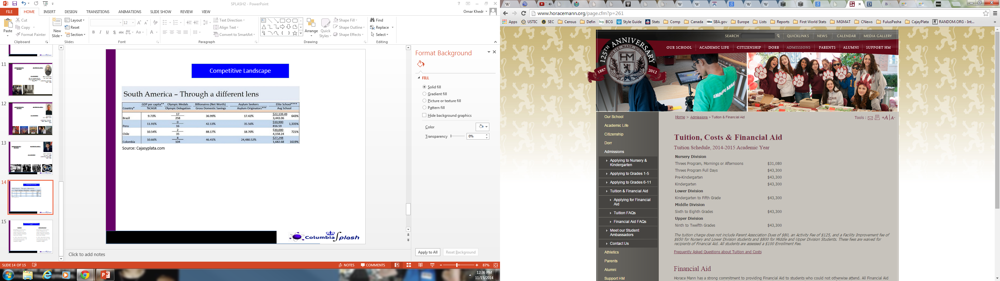 SPLASH2 - PowerPoint
FILE HOME INSERT DESIGN TRANSITIONS ANIMATIONS SLIDE SHOW REVIEW VIEW
Omar Khedr
Paste
Cut
Copy
Format Painter
Clipboard
New Slide
Layout
Reset
Section
Slides
12
Font
Paragraph
Text Direction
Align Text
Convert to SmartArt
Arrange
Quick Styles
Shape Fill
Shape Outline
Shape Effects
Drawing
Find
Replace
Select
Editing
11
12
13
14
15
Competitive Landscape
South America – Through a different lens
Country* GDP per capita** %CAGR Olympic Medals Olympic Delegation Billionaires (Net Worth) Gross Domestic Savings Asylum Seekers Asylum Originators*** Elite School**** Avg School
Brazil 9.73% 17 258 36.99% 17.42% $22,139.49 3,443.06 643%
Peru 11.91% 0 16 42.13% 35.56% $10,900 816.59 1,335%
Chile 10.54% 2 35 88.17% 18.70% $30,000 4,158.24 721%
Colombia 10.66% 8 104 46.41% 24,480.52% $27,248 1,682.68 1619%
Source: Cajasyplata.com
Columbia Splash
Click to add notes
Format Background
FILL
Solid fill
Gradient fill
Picture or texture fill
Pattern fill
Hide background graphics
Color
Transparency 0%
Apply to All Reset Background
SLIDE 14 OF 15
NOTES COMMENTS 87%
12:36 PM
11/15/2014
www.horacemann.org/page.cfm?p=261
Apps USTIC SEC Census Defin BCG Style Guide Stats Comp Canada SBA.gov Europe Lists Reports First World Stats MGMAT CNews FulusPasha CajayPlata RANDOM.ORG - Int...
SEARCH QUICKLINKS NEWS CALENDAR MEDIA GALLERY
OUR SCHOOL ACADEMIC LIFE CITIZENSHIP DORR ADMISSIONS PARENTS ALUMNI SUPPORT HM
125TH ANNIVERSARY
HORACE MANN SCHOOL
HM
1887 2012
Our School
Academic Life
Citizenship
Dorr
Admissions
Applying to Nursery & Kindergarten
Applying to Grades 1-5
Applying to Grades 6-11
Tuition & Financial Aid
Applying for Financial Aid
Tuition FAQs
Financial Aid FAQs
Meet our Student Ambassadors
Contact Us
Athletics
Parents
Alumni
Support HM
Home > Admissions > Tuition & Financial Aid
Tools : +A A-
Tuition, Costs & Financial Aid
Tuition Schedule, 2014-2015 Academic Year
Nursery Division
Threes Program, Mornings or Afternoons $31,080
Threes Program Full Days $43,300
Pre-Kindergarten $43,300
Kindergarten $43,300
Lower Division
Kindergarten to Fifth Grade $43,300
Middle Division
Sixth to Eighth Grades $43,300
Upper Division
Ninth to Twelfth Grades $43,300
The tuition charge does not include Parent Association Dues of $80, an Activity Fee of $125, and a Facility Improvement fee of
$650 for Nursery and Lower Division students and $800 for Middle and Upper Division Students. These fees are waived for
recipients of Financial Aid. All students are assessed a $100 Enrollment Fee.
Frequently Asked Questions about Tuition and Costs
Financial Aid
Horace Mann has a strong commitment to providing Financial Aid to students who could not otherwise attend. All Financial Aid